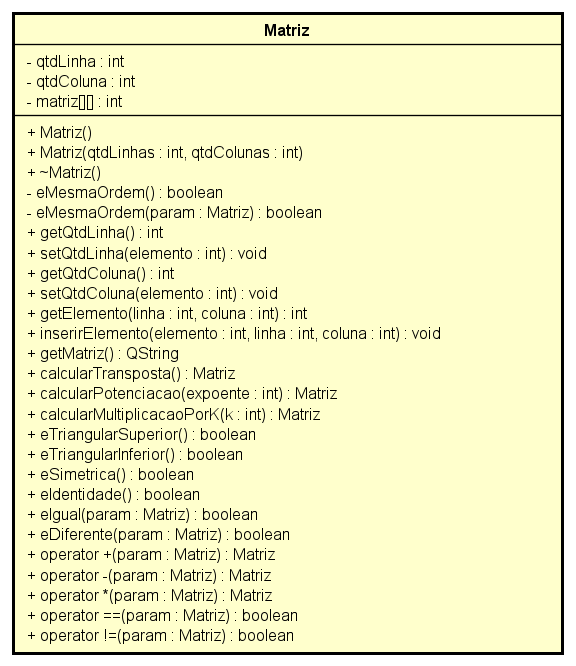 Matriz
- qtdLinha : int
- qtdColuna : int
- matriz[][] : int
+ Matriz()
+ Matriz(qtdLinhas : int, qtdColunas : int)
+ ~Matriz()
- eMesmaOrdem() : boolean
- eMesmaOrdem(param : Matriz) : boolean
+ getQtdLinha() : int
+ setQtdLinha(elemento : int) : void
+ getQtdColuna() : int
+ setQtdColuna(elemento : int) : void
+ getElemento(linha : int, coluna : int) : int
+ inserirElemento(elemento : int, linha : int, coluna : int) : void
+ getMatriz() : QString
+ calcularTransposta() : Matriz
+ calcularPotenciacao(expoente : int) : Matriz
+ calcularMultiplicacaoPorK(k : int) : Matriz
+ eTriangularSuperior() : boolean
+ eTriangularInferior() : boolean
+ eSimetrica() : boolean
+ eIdentidade() : boolean
+ eIgual(param : Matriz) : boolean
+ eDiferente(param : Matriz) : boolean
+ operator +(param : Matriz) : Matriz
+ operator -(param : Matriz) : Matriz
+ operator *(param : Matriz) : Matriz
+ operator ==(param : Matriz) : boolean
+ operator !=(param : Matriz) : boolean